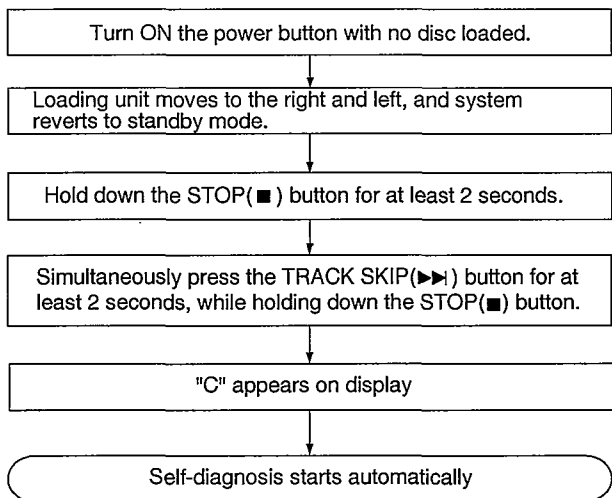 Turn ON the power button with no disc loaded.
Loading unit moves to the right and left, and system
reverts to standby mode.
Hold down the STOP(■) button for at least 2 seconds.
Simultaneously press the TRACK SKIP(▶▶|) button for at
least 2 seconds, while holding down the STOP(■) button.
"C" appears on display
Self-diagnosis starts automatically